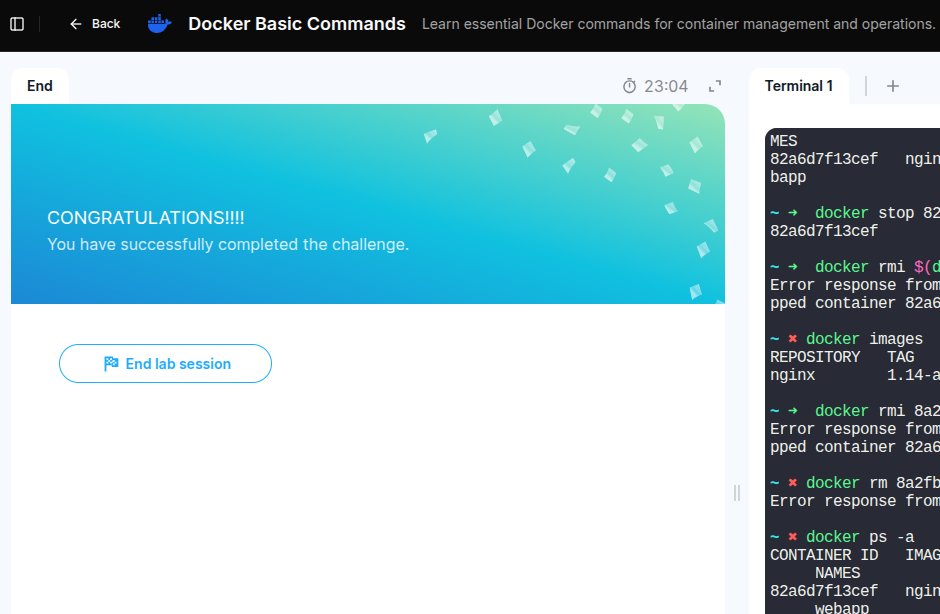 Back
Docker Basic Commands
Learn essential Docker commands for container management and operations.
End
23:04
Terminal 1
CONGRATULATIONS!!!!
You have successfully completed the challenge.
End lab session
MES
82a6d7f13cef   ngin
bapp
~ ➜  docker stop 82
82a6d7f13cef
~ ➜  docker rmi $(d
Error response from
pped container 82a6
~ ✖ docker images
REPOSITORY   TAG
nginx        1.14-a
~ ➜  docker rmi 8a2
Error response from
pped container 82a6
~ ✖ docker rm 8a2fb
Error response from
~ ✖ docker ps -a
CONTAINER ID   IMAG
     NAMES
82a6d7f13cef   ngin
     webapp